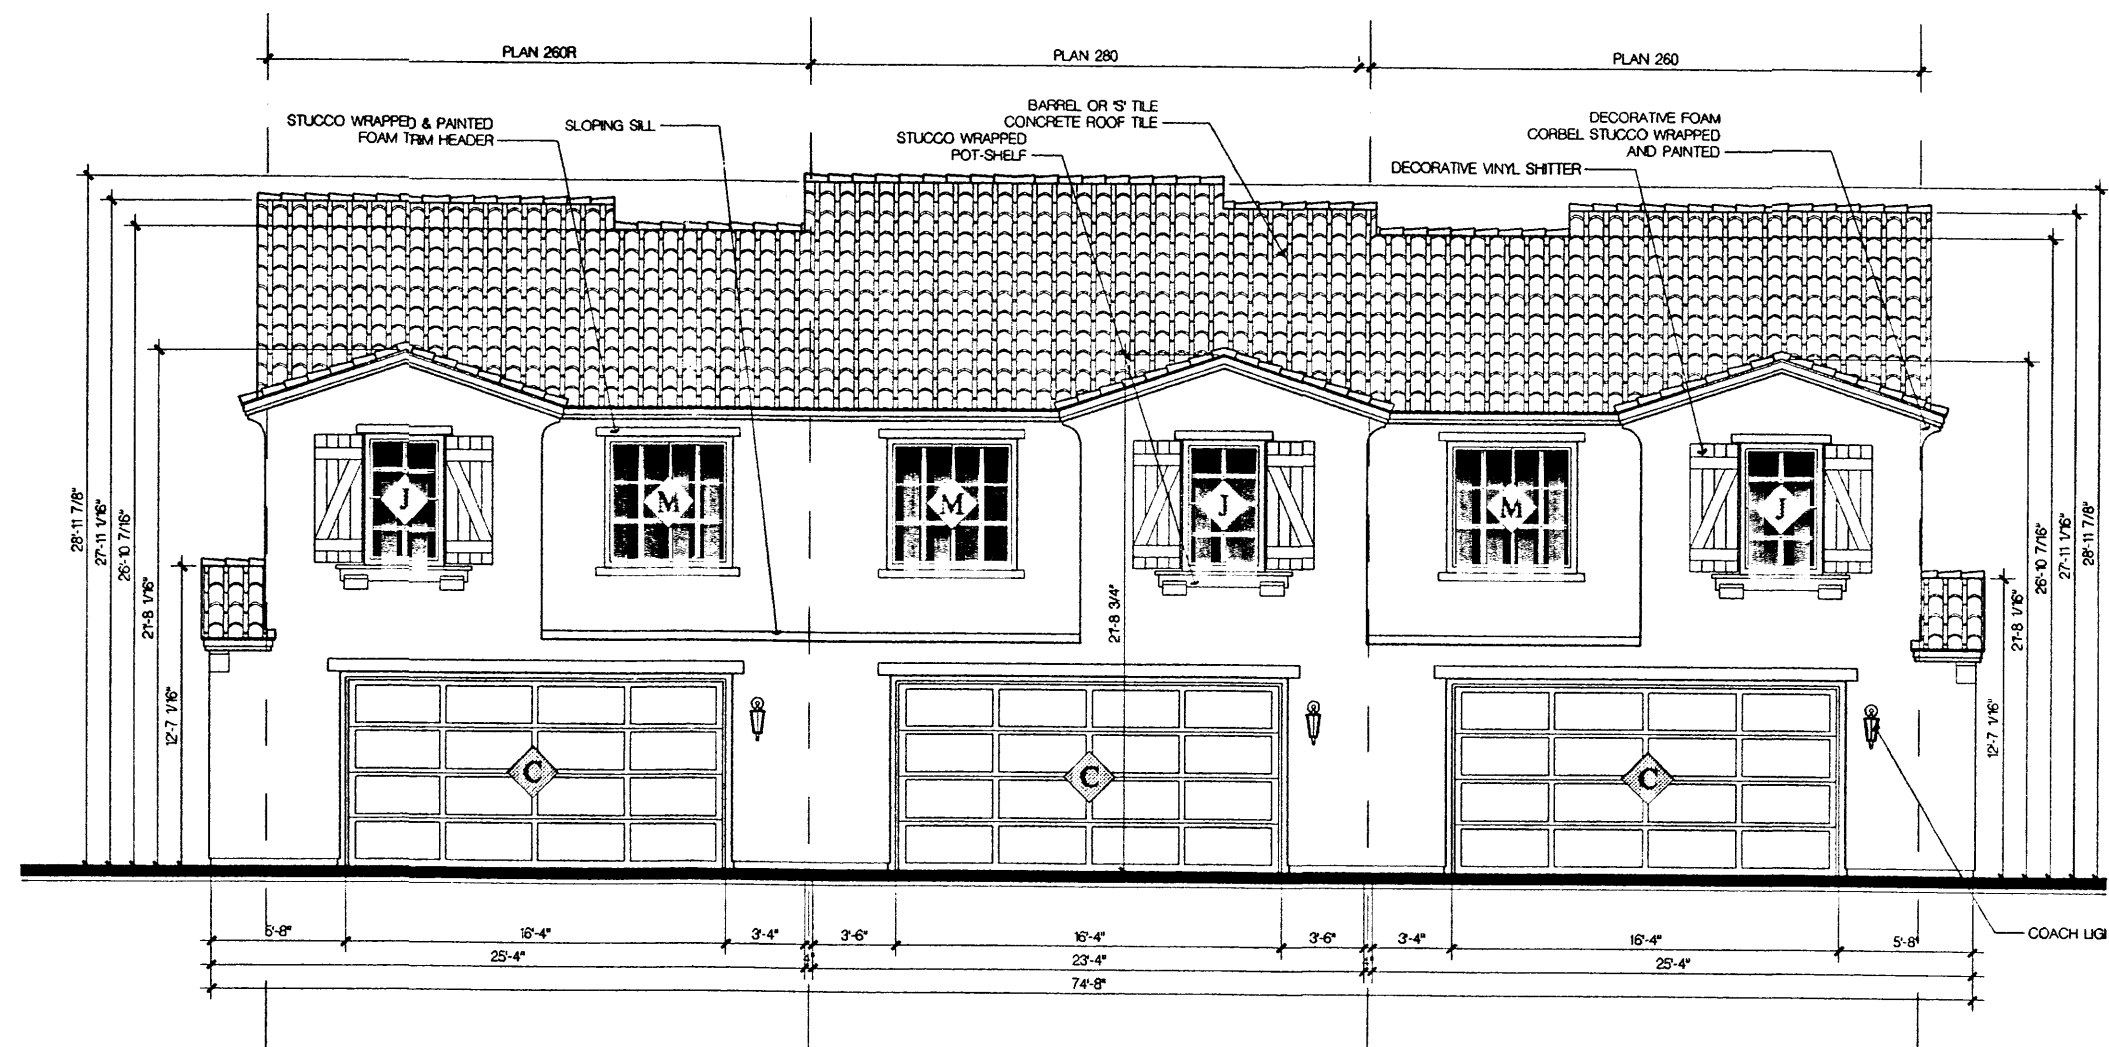 PLAN 260R
PLAN 280
PLAN 260
STUCCO WRAPPED & PAINTED
FOAM TRIM HEADER
SLOPING SILL
STUCCO WRAPPED
POT-SHELF
BARREL OR 'S' TILE
CONCRETE ROOF TILE
DECORATIVE FOAM
CORBEL STUCCO WRAPPED
AND PAINTED
DECORATIVE VINYL SHITTER
28'-11 7/8"
27'-11 1/16"
26'-10 7/16"
21'-8 1/16"
12'-7 1/16"
J
M
M
J
M
J
21'-8 3/4"
C
C
C
12'-7 1/16"
21'-8 1/16"
26'-10 7/16"
27'-11 1/16"
28'-11 7/8"
5'-8"
16'-4"
3'-4"
3'-6"
16'-4"
3'-6"
3'-4"
16'-4"
5'-8"
COACH LIGI
25'-4"
23'-4"
25'-4"
74'-8"